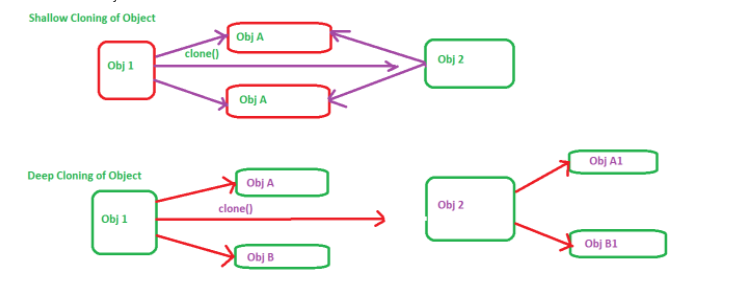 Shallow Cloning of Object
Obj A
clone()
Obj 1
Obj 2
Obj A
Deep Cloning of Object
Obj A1
Obj A
clone()
Obj 2
Obj 1
Obj B1
Obj B